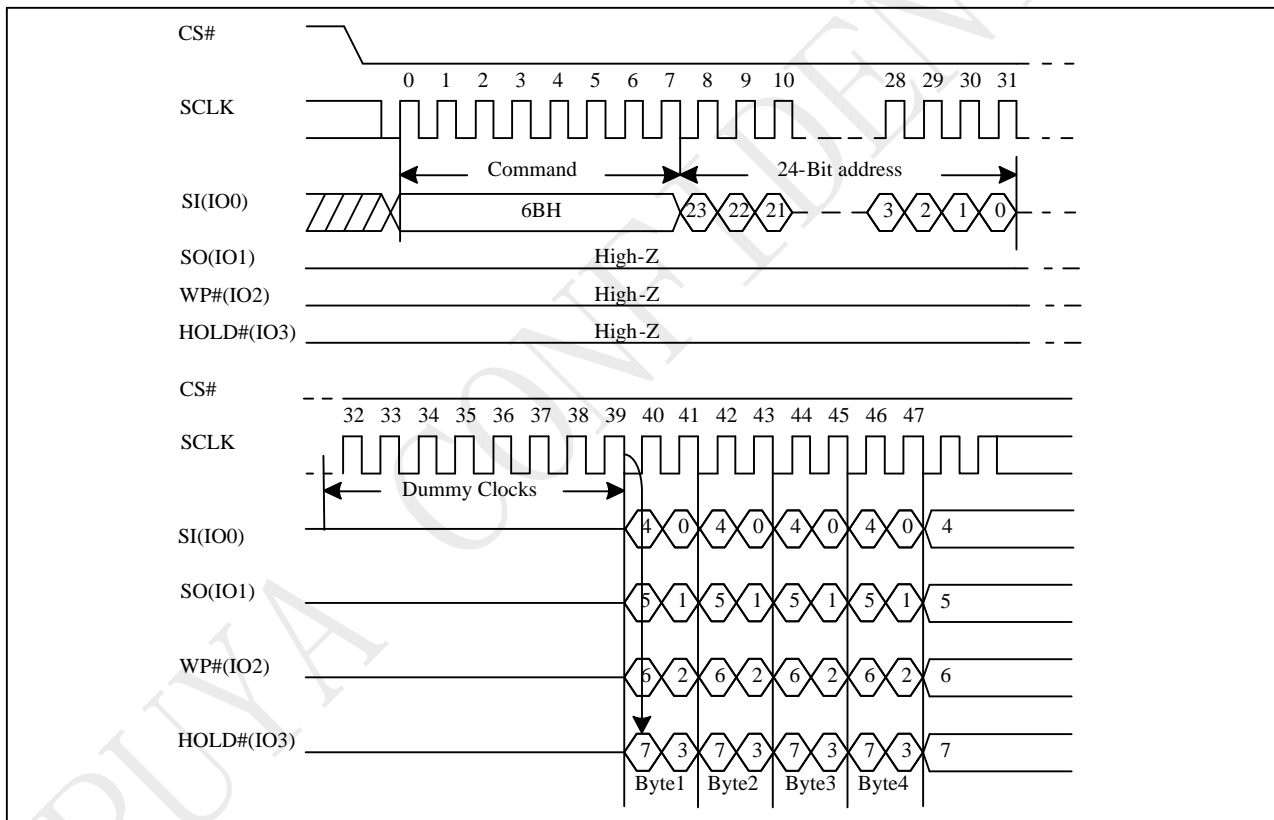 CS#
0 1 2 3 4 5 6 7 8 9 10 28 29 30 31
SCLK
Command 24-Bit address
SI(IO0) 6BH 23 22 21 3 2 1 0
SO(IO1) High-Z
WP#(IO2) High-Z
HOLD#(IO3) High-Z
CS#
32 33 34 35 36 37 38 39 40 41 42 43 44 45 46 47
SCLK
Dummy Clocks
SI(IO0) 4 0 4 0 4 0 4 0 4
SO(IO1) 5 1 5 1 5 1 5 1 5
WP#(IO2) 6 2 6 2 6 2 6 2 6
HOLD#(IO3) 7 3 7 3 7 3 7 3 7
Byte1 Byte2 Byte3 Byte4
PUYA CONFIDEN